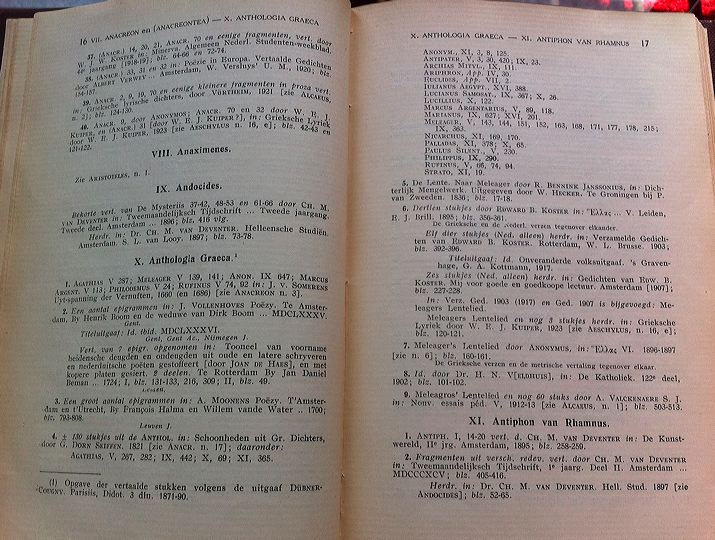 16 VII. ANACREON en (ANACREONTEA) — X. ANTHOLOGIA GRAECA
37. (ANACR.) 14, 20, 21, ANACR. 70 en eenige fragmenten, vert. door
W. J. W. KOSTER in: Minerva. Algemeen Nederl. Studenten-weekblad.
44e jaargang [1918-19]; blz. 64-66 en 72-74.
38. (ANACR.) 33, 31 en 32 in: Poëzie in Europa. Vertaalde Gedichten
door ALBERT VERWEY ... Amsterdam, W. Versluys' U. M., 1920; blz.
39. ANACR. 2, 9, 19, 70 en eenige kleinere fragmenten in proza vert.
in: Grieksche lyrische dichters, door VÜRTHEIM, 1921 [zie ALCAEUS,
n. 2]; blz. 124-130.
40. ANACR. 9, door ANONYMOS; ANACR. 70 en 32 door W. E. J.
KUIPER, en (ANACR.) 31 [door W. E. J. KUIPER?], in: Grieksche Lyriek
door W. E. J. KUIPER, 1923 [zie AESCHYLUS n. 16, e]; blz. 42-43 en
121-122.
VIII. Anaximenes.
Zie ARISTOTELES, n. 1.
IX. Andocides.
Bekorte vert. van De Mysteriis 37-42, 48-53 en 61-66 door CH. M.
VAN DEVENTER in: Tweemaandelijksch Tijdschrift ... Tweede jaargang.
Tweede deel. Amsterdam ... 1896; blz. 416 vlg.
Herdr. in: Dr. CH. M. VAN DEVENTER. Helleensche Studiën.
Amsterdam. S. L. van Looy. 1897; blz. 73-78.
X. Anthologia Graeca.¹
1. AGATHIAS V 287; MELEAGER V 139, 141; ANON. IX 647; MARCUS
ARGENT. V 113; PHILODEMUS V 24; RUFINUS V 74, 92 in: J. v. SOMERENS
Uyt-spanning der Vernuften, 1660 (en 1686) [zie ANACREON n. 3].
2. Een aantal epigrammen in: J. VOLLENHOVES Poëzy. Te Amster-
dam, By Henrik Boom en de weduw van Dirk Boom ... MDCLXXXV.
Gent.
Titeluitgaaf: Id. ibid. MDCLXXXVI.
Gent, Gent Ac., Nijmegen J.
Vert. van 7 epigr. opgenomen in: Tooneel van voorname
heidensche deugden en ondeugden uit oude en latere schryveren
en nederlantsche poëten gestoffeert [door JOAN DE HAES], en met
kopere platen gesiert. 2 deelen. Te Rotterdam By Jan Daniel
Beman ... 1724; I, blz. 131-133, 216, 309; II, blz. 49.
Leuven.
3. Een groot aantal epigrammen in: A. MOONENS Poëzy. T'Amster-
dam en t'Utrecht, By François Halma en Willem vande Water .. 1700;
blz. 793-808.
Leuven J.
4. ± 130 stukjes uit de ANTHOL. in: Schoonheden uit Gr. Dichters,
door G. DORN SEIFFEN. 1821 [zie ANACR. n. 17]; daaronder:
AGATHIAS, V, 267, 282; IX, 442; X, 69; XI, 365.
(1) Opgave der vertaalde stukken volgens de uitgaaf DÜBNER-
COUGNY. Parisiis, Didot. 3 dln. 1871-90.
X. ANTHOLOGIA GRAECA — XI. ANTIPHON VAN RHAMNUS 17
ANONYM., XI, 3, 8, 125.
ANTIPATER, V, 3, 30, 420; IX, 23.
ARCHIAS MITYL., IX, 111.
ARIPHRON, App. IV, 30.
EUCLIDES, App. VII, 2.
IULIANUS AEGYPT., XVI, 388.
LUCIANUS SAMOSAT., IX, 367; X, 26.
LUCILLIUS, X, 122.
MARCUS ARGENTARIUS, V, 89, 118.
MARIANUS, IX, 627; XVI, 201.
MELEAGER, V, 143, 144, 151, 152, 163, 168, 171, 177, 178, 215;
IX, 363.
NICARCHUS, XI, 169, 170.
PALLADAS, XI, 378; X, 65.
PAULUS SILENT., V, 230.
PHILIPPUS, IX, 290.
RUFINUS, V, 66, 74, 94.
STRATO, XI, 19.
5. De Lente. Naar Meleager door R. BENNINK JANSSONIUS, in: Dich-
terlijk Mengelwerk. Uitgegeven door W. HECKER. Te Groningen bij P.
van Zweeden. 1836; blz. 17-18.
6. Dertien stukjes door EDWARD B. KOSTER in: "Ἑλλάς ... V. Leiden,
E. J. Brill. 1895; blz. 356-361.
De Grieksche en de Nederl. verzen tegenover elkander.
Elf dier stukjes (Ned. alleen) herdr. in: Verzamelde Gedich-
ten van EDWARD B. KOSTER. Rotterdam, W. L. Brusse. 1903;
blz. 392-396.
Titeluitgaaf: Id. Onveranderde volksuitgaaf. 's Graven-
hage, G. A. Kottmann, 1917.
Zes stukjes (Ned. alleen) herdr. in: Gedichten van EDW. B.
KOSTER. Mij voor goede en goedkoope lectuur. Amsterdam [1907];
blz. 227-228.
In: Verz. Ged. 1903 (1917) en Ged. 1907 is bijgevoegd: Me-
leagers Lentelied.
Meleagers Lentelied en nog 3 stukjes herdr. in: Grieksche
Lyriek door W. E. J. KUIPER, 1923 [zie AESCHYLUS, n. 16, e];
blz. 120-121.
7. Meleager's Lentelied door ANONYMUS, in: "Ἑλλάς VI. 1896-1897
[zie n. 6]; blz. 160-161.
De Grieksche verzen en de metrische vertaling tegenover elkaar.
8. Id. door Dr. H. N. V[ELDHUIS], in: De Katholiek. 122e deel,
1902; blz. 101-102.
9. Meleagros' Lentelied en nog 60 stuks door A. VALCKENAERE S. J.
in: Nouv. essais péd. V, 1912-13 [zie ALCAEUS, n. 1]; blz. 503-513.
XI. Antiphon van Rhamnus.
1. ANTIPH. I, 14-20 vert. d. CH. M. VAN DEVENTER in: De Kunst-
wereld, IIe jrg. Amsterdam, 1895; blz. 258-259.
2. Fragmenten uit versch. redev. vert. door CH. M. VAN DEVENTER
in: Tweemaandelijksch Tijdschrift, 1e jaarg. Deel II. Amsterdam ...
MDCCCXCV; blz. 405-416.
Herdr. in: Dr. CH. M. VAN DEVENTER. Hell. Stud. 1897 [zie
ANDOCIDES]; blz. 52-65.